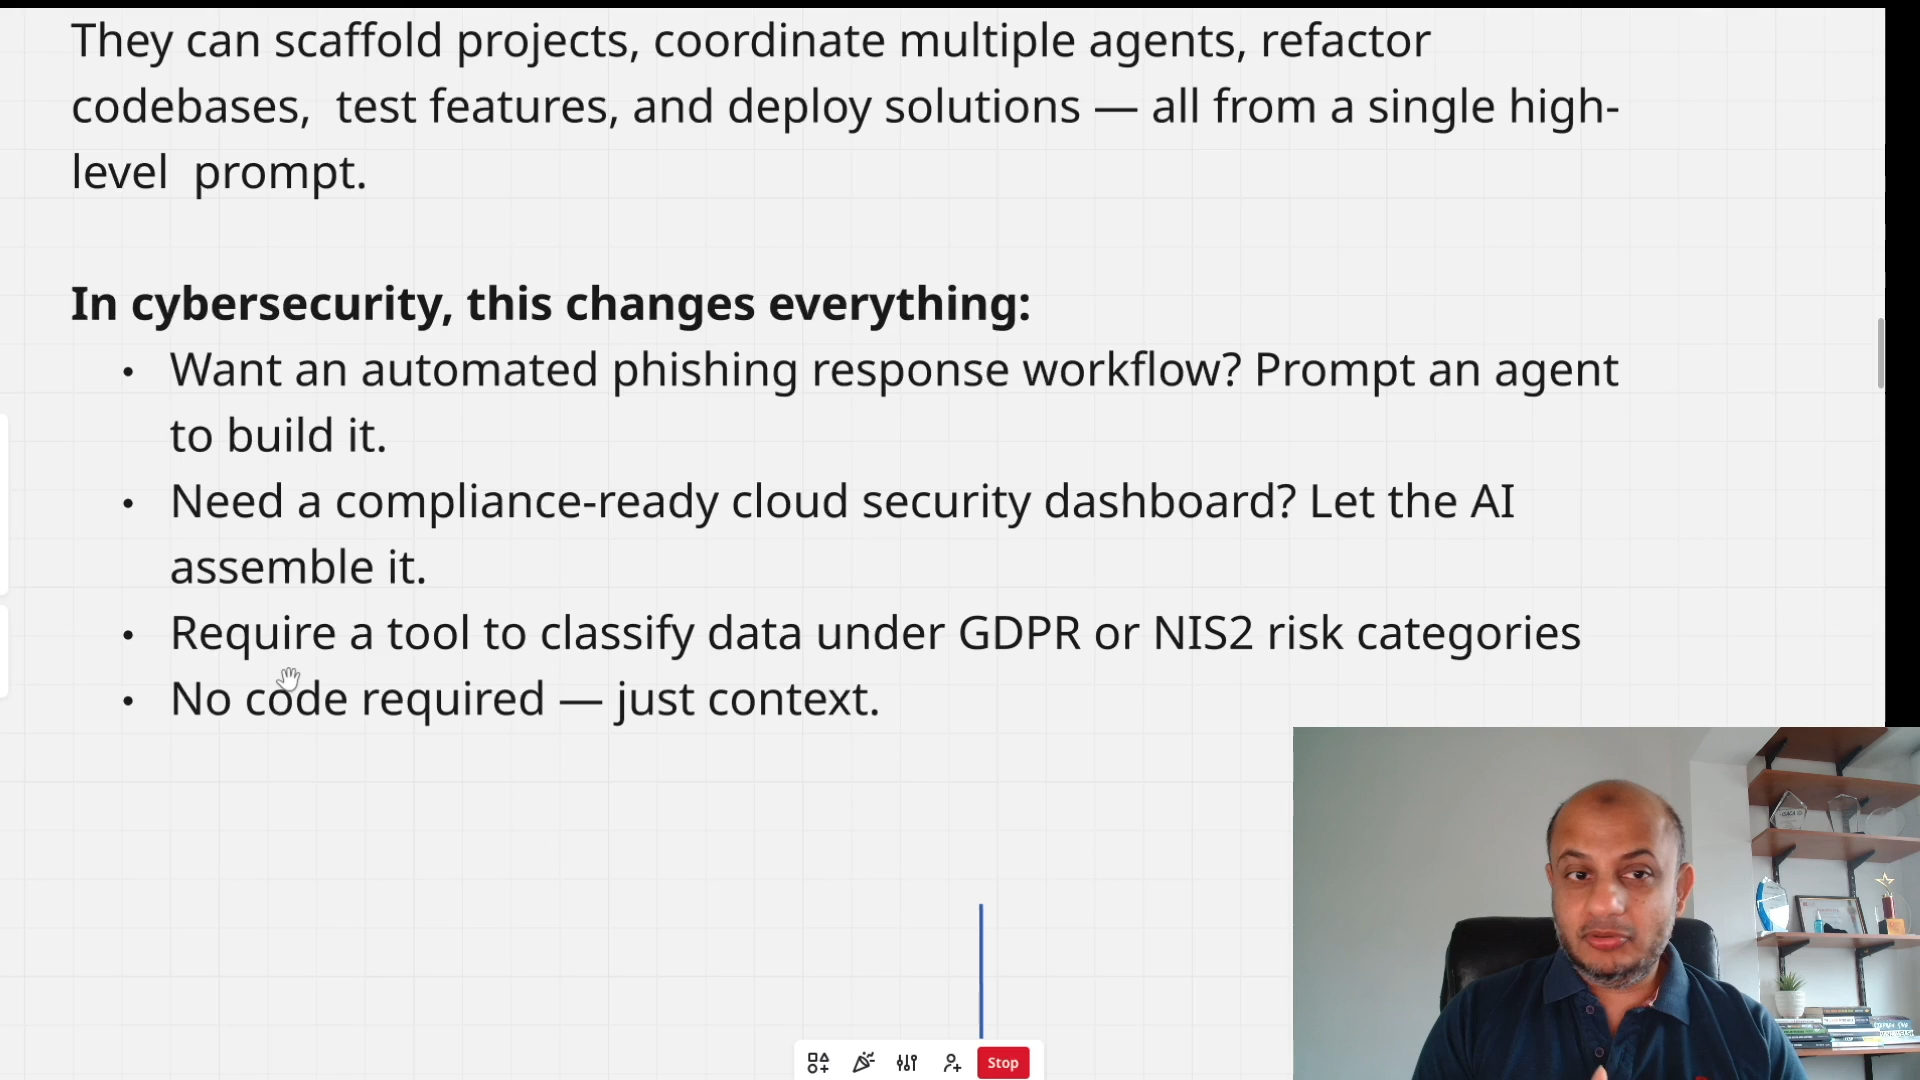 They can scaffold projects, coordinate multiple agents, refactor
codebases,  test features, and deploy solutions — all from a single high-
level  prompt.
In cybersecurity, this changes everything:
• Want an automated phishing response workflow? Prompt an agent
to build it.
• Need a compliance-ready cloud security dashboard? Let the AI
assemble it.
• Require a tool to classify data under GDPR or NIS2 risk categories
• No code required — just context.
Stop